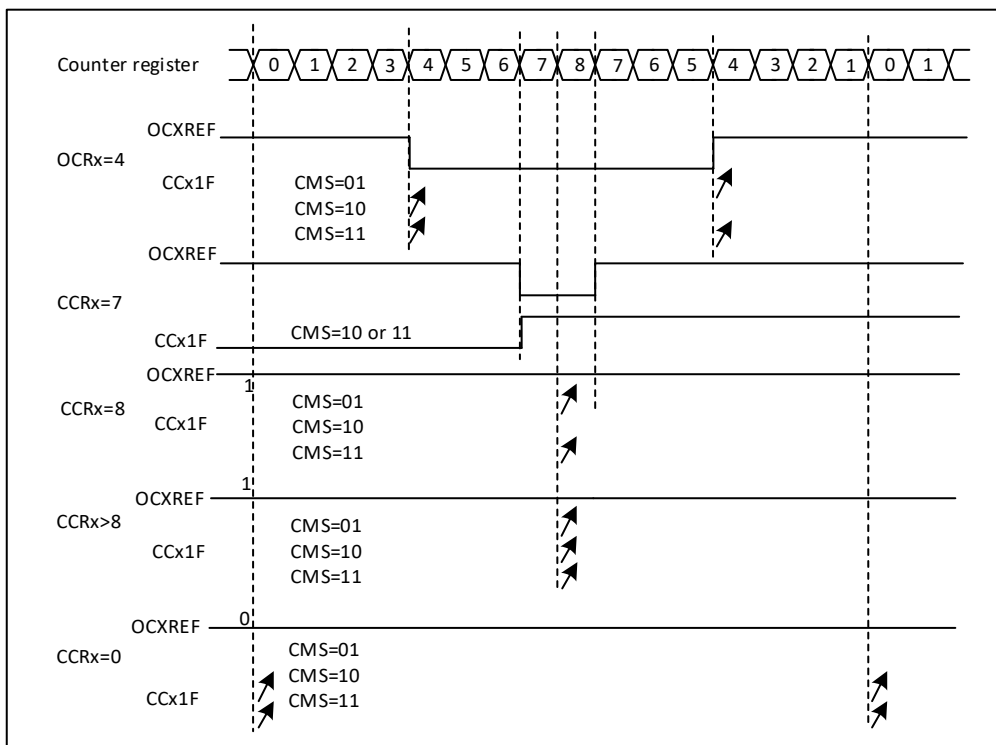 Counter register 0 1 2 3 4 5 6 7 8 7 6 5 4 3 2 1 0 1
OCXREF
OCRx=4
CCx1F CMS=01
CMS=10
CMS=11
OCXREF
CCRx=7
CCx1F CMS=10 or 11
OCXREF 1
CCRx=8 CMS=01
CCx1F CMS=10
CMS=11
OCXREF 1
CCRx>8 CMS=01
CCx1F CMS=10
CMS=11
OCXREF 0
CCRx=0 CMS=01
CMS=10
CCx1F CMS=11